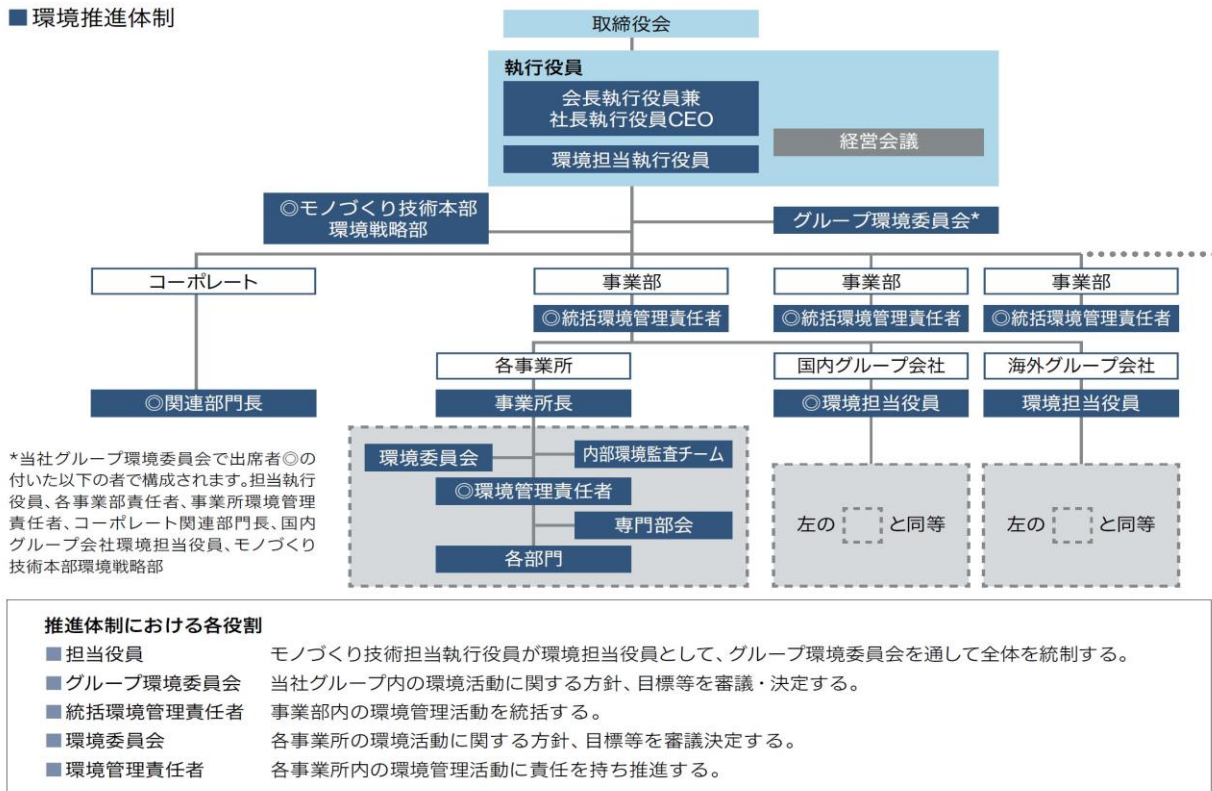 ■環境推進体制
取締役会
執行役員
会長執行役員兼
社長執行役員CEO
経営会議
環境担当執行役員
◎モノづくり技術本部
環境戦略部
グループ環境委員会*
コーポレート
事業部
事業部
事業部
◎統括環境管理責任者
◎統括環境管理責任者
◎統括環境管理責任者
各事業所
国内グループ会社
海外グループ会社
◎関連部門長
事業所長
◎環境担当役員
環境担当役員
環境委員会
内部環境監査チーム
◎環境管理責任者
専門部会
各部門
左の と同等
左の と同等
*当社グループ環境委員会で出席者◎の
付いた以下の者で構成されます。担当執行
役員、各事業部責任者、事業所環境管理
責任者、コーポレート関連部門長、国内
グループ会社環境担当役員、モノづくり
技術本部環境戦略部
推進体制における各役割
■担当役員 モノづくり技術担当執行役員が環境担当役員として、グループ環境委員会を通して全体を統制する。
■グループ環境委員会 当社グループ内の環境活動に関する方針、目標等を審議・決定する。
■統括環境管理責任者 事業部内の環境管理活動を統括する。
■環境委員会 各事業所の環境活動に関する方針、目標等を審議決定する。
■環境管理責任者 各事業所内の環境管理活動に責任を持ち推進する。